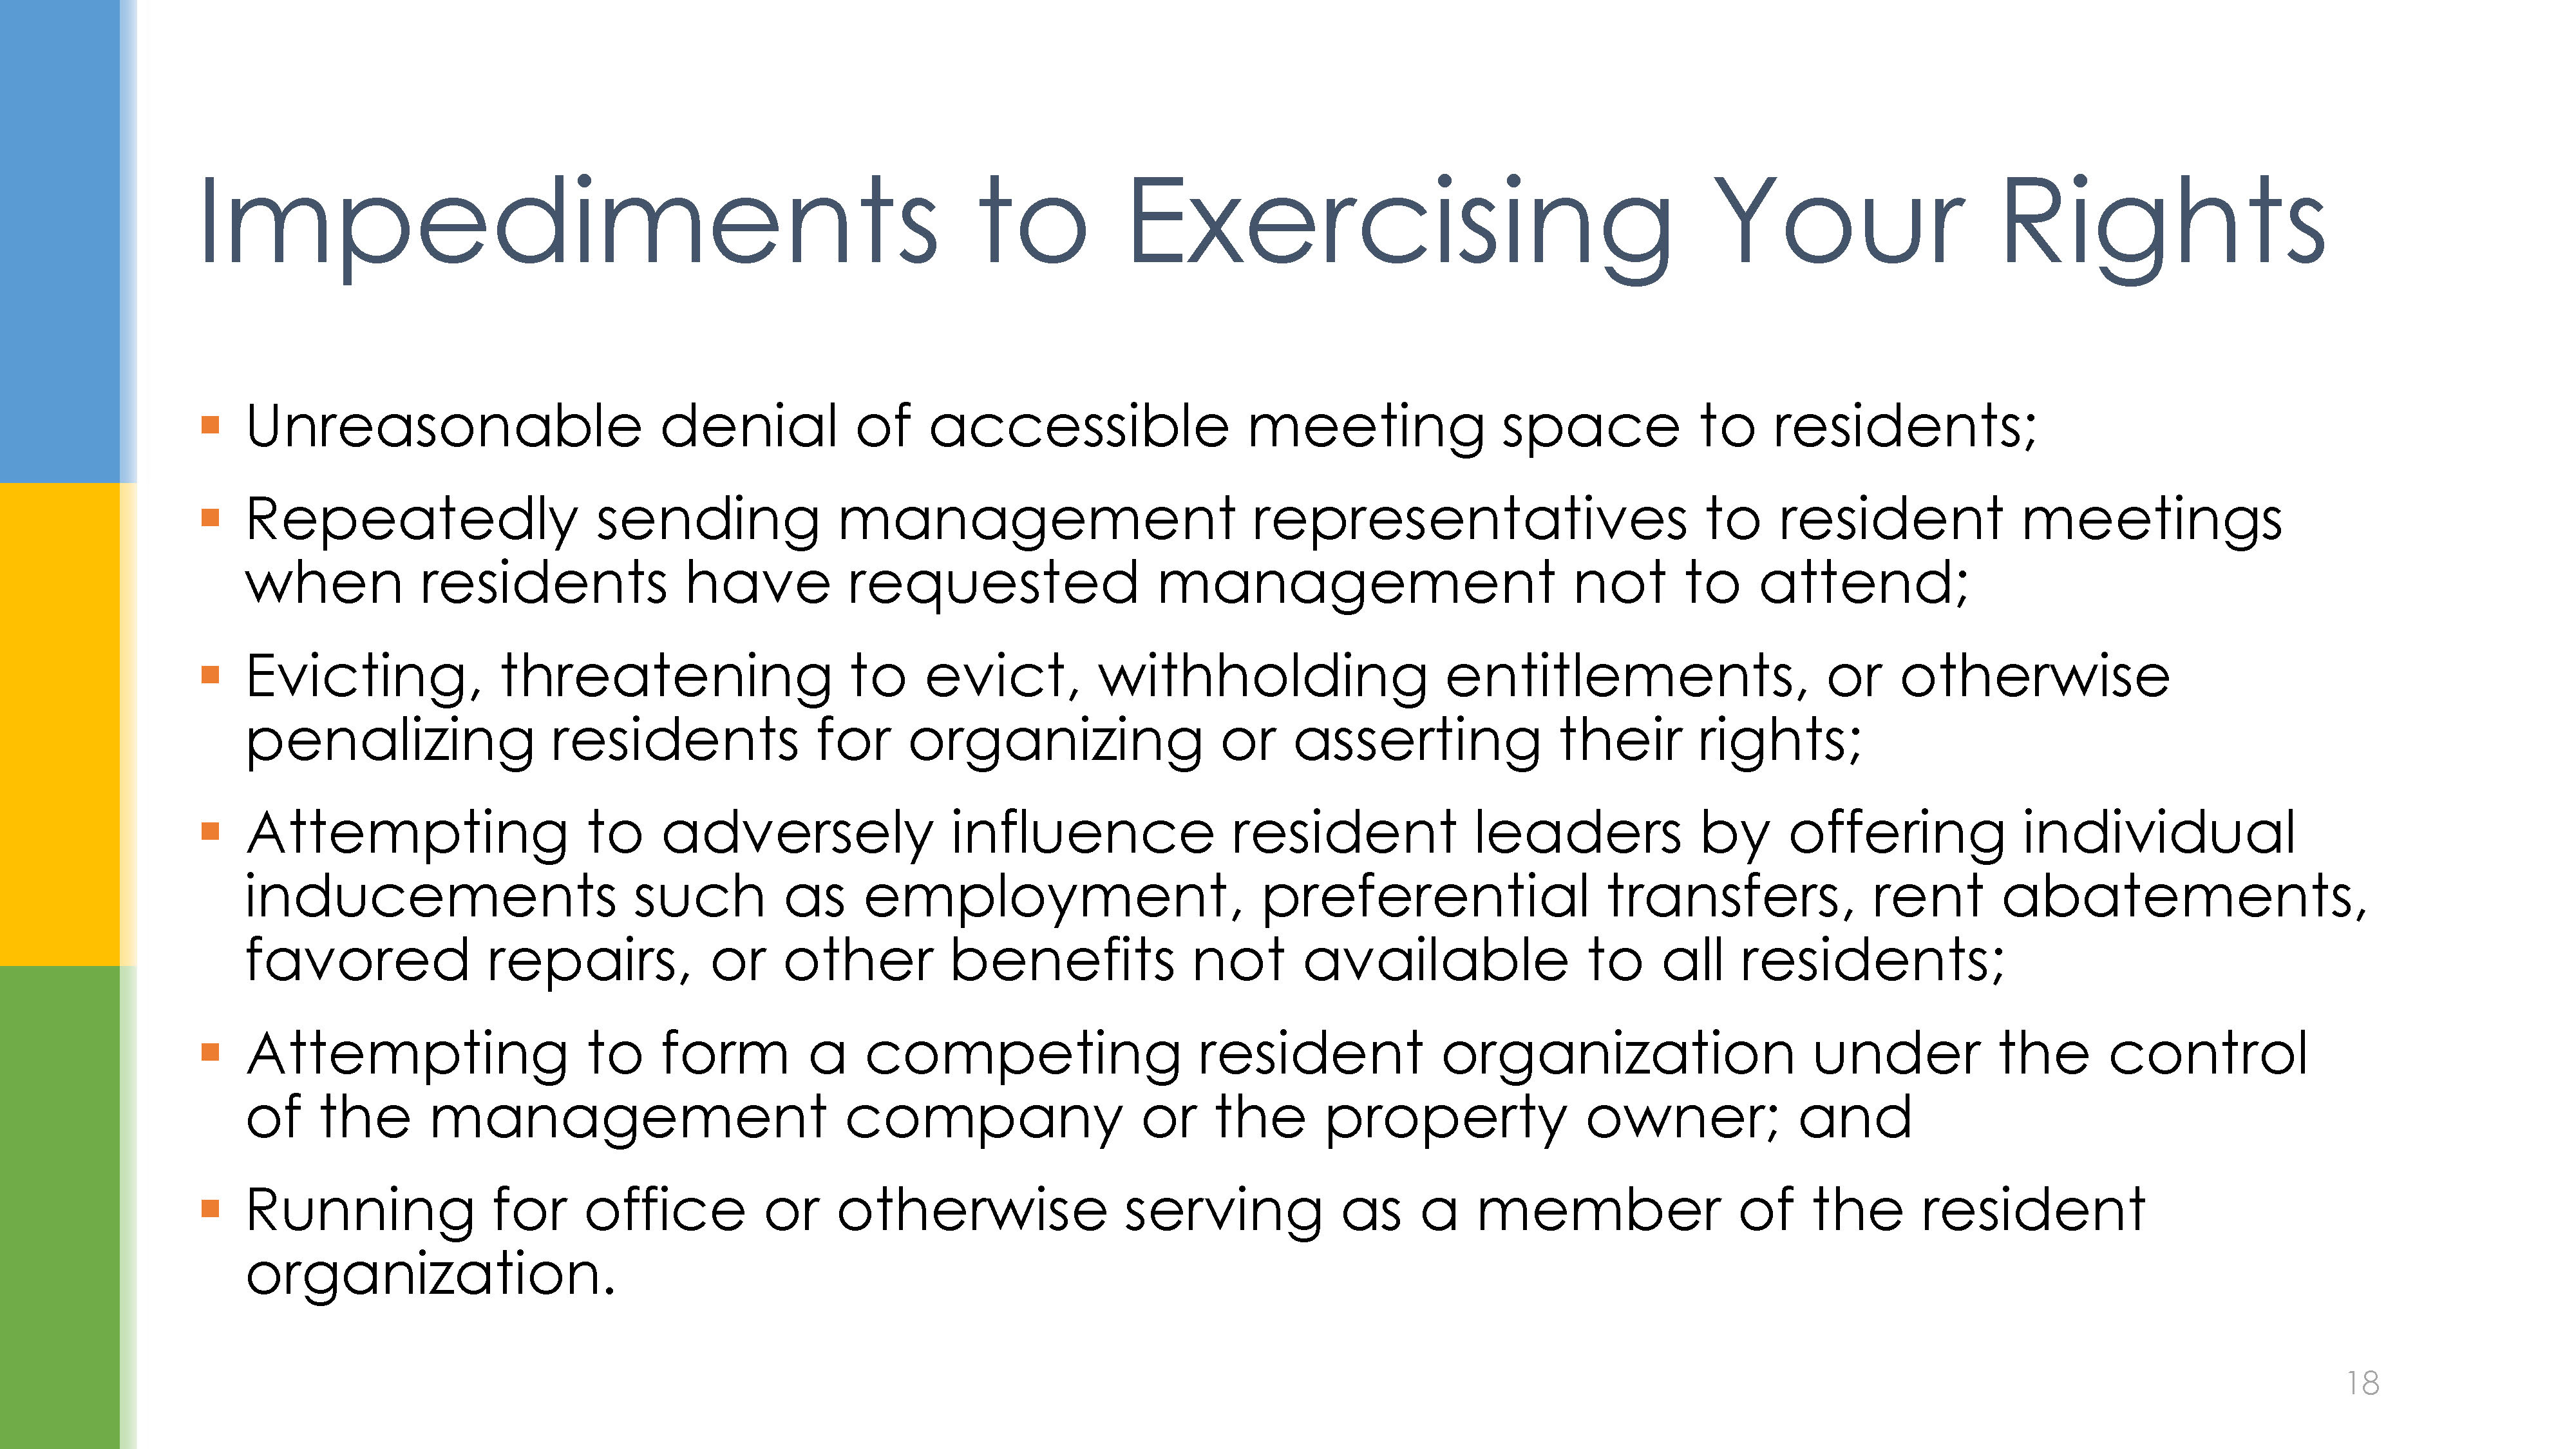 Impediments to Exercising Your Rights
▪ Unreasonable denial of accessible meeting space to residents;
▪ Repeatedly sending management representatives to resident meetings
when residents have requested management not to attend;
▪ Evicting, threatening to evict, withholding entitlements, or otherwise
penalizing residents for organizing or asserting their rights;
▪ Attempting to adversely influence resident leaders by offering individual
inducements such as employment, preferential transfers, rent abatements,
favored repairs, or other benefits not available to all residents;
▪ Attempting to form a competing resident organization under the control
of the management company or the property owner; and
▪ Running for office or otherwise serving as a member of the resident
organization.
18